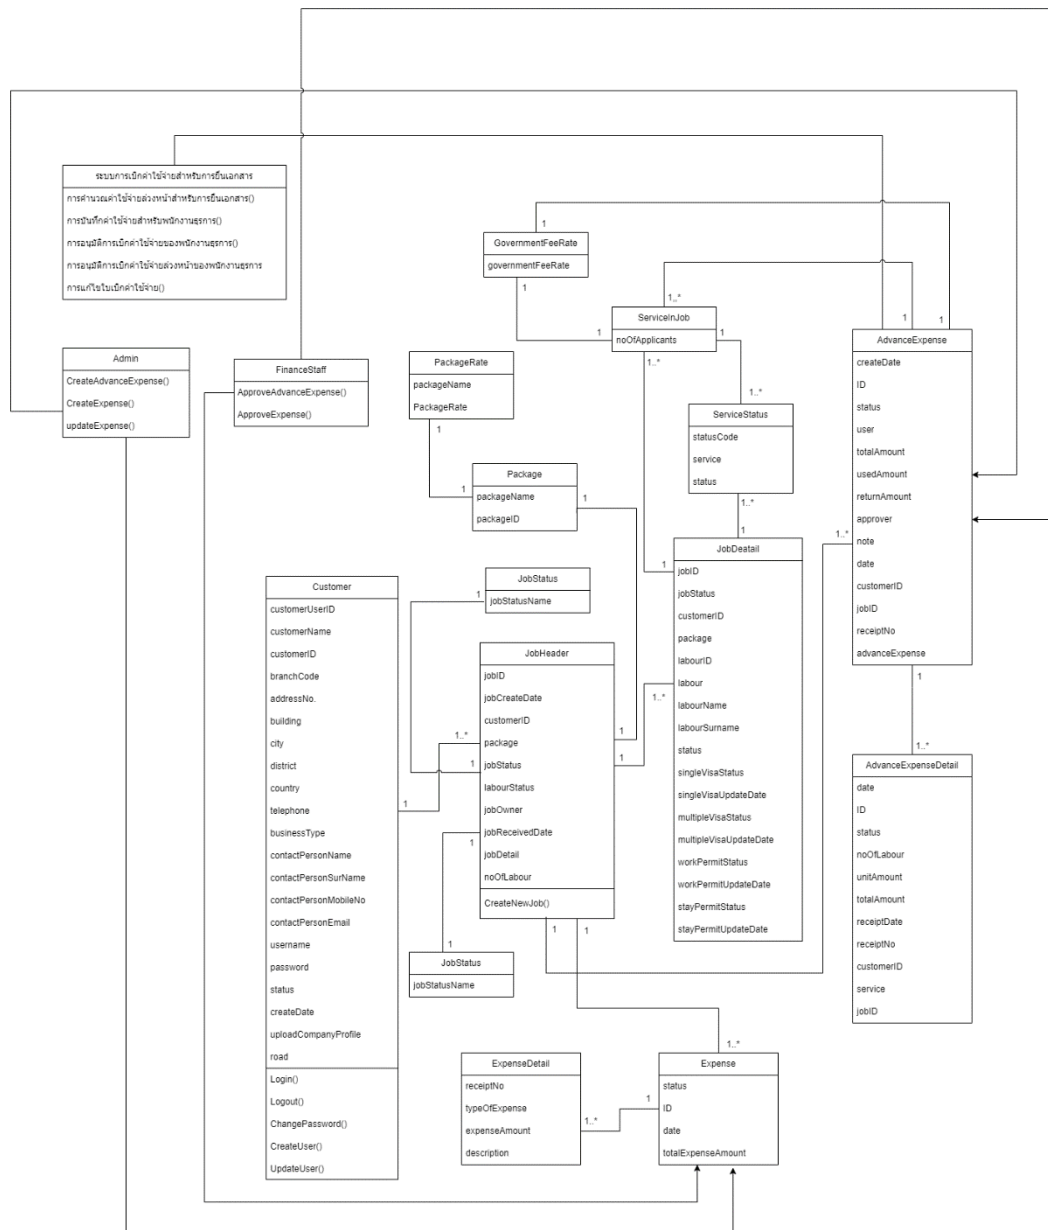 ระบบการเบิกค่าใช้จ่ายสำหรับการยื่นเอกสาร
การคำนวณค่าใช้จ่ายล่วงหน้าสำหรับการยื่นเอกสาร()
การบันทึกค่าใช้จ่ายสำหรับพนักงานธุรการ()
การอนุมัติการเบิกค่าใช้จ่ายของพนักงานธุรการ()
การอนุมัติการเบิกค่าใช้จ่ายล่วงหน้าของพนักงานธุรการ
การแก้ไขใบเบิกค่าใช้จ่าย()
1
GovernmentFeeRate
governmentFeeRate
1
1
1..*
ServiceInJob
noOfApplicants
1
1..*
1
1
AdvanceExpense
createDate
ID
status
user
totalAmount
usedAmount
returnAmount
approver
note
date
customerID
jobID
receiptNo
advanceExpense
1..*
1
Admin
CreateAdvanceExpense()
CreateExpense()
updateExpense()
FinanceStaff
ApproveAdvanceExpense()
ApproveExpense()
PackageRate
packageName
PackageRate
1
1
Package
packageName
packageID
1
1..*
ServiceStatus
statusCode
service
status
1..*
1
1
JobDeatail
jobID
jobStatus
customerID
package
labourID
labour
labourName
labourSurname
status
singleVisaStatus
singleVisaUpdateDate
multipleVisaStatus
multipleVisaUpdateDate
workPermitStatus
workPermitUpdateDate
stayPermitStatus
stayPermitUpdateDate
1..*
Customer
customerUserID
customerName
customerID
branchCode
addressNo.
building
city
district
country
telephone
businessType
contactPersonName
contactPersonSurName
contactPersonMobileNo
contactPersonEmail
username
password
status
createDate
uploadCompanyProfile
road
Login()
Logout()
ChangePassword()
CreateUser()
UpdateUser()
1
JobStatus
jobStatusName
1
JobHeader
jobID
jobCreateDate
customerID
package
jobStatus
labourStatus
jobOwner
jobReceivedDate
jobDetail
noOfLabour
CreateNewJob()
1..*
1
1
1
1
1
1
1
JobStatus
jobStatusName
1..*
AdvanceExpenseDetail
date
ID
status
noOfLabour
unitAmount
totalAmount
receiptDate
receiptNo
customerID
service
jobID
ExpenseDetail
receiptNo
typeOfExpense
expenseAmount
description
1..*
1
1..*
Expense
status
ID
date
totalExpenseAmount